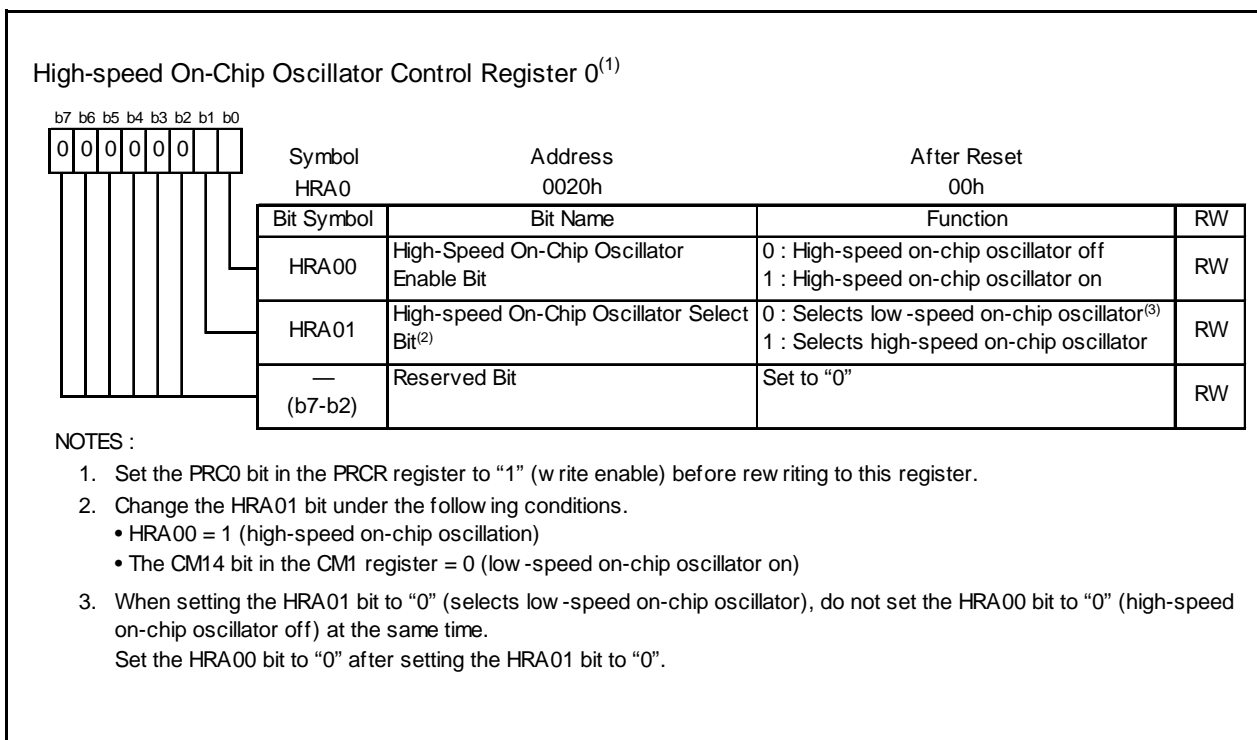 High-speed On-Chip Oscillator Control Register 0(1)
b7 b6 b5 b4 b3 b2 b1 b0
0 0 0 0 0 0
Symbol Address After Reset
HRA0 0020h 00h
Bit Symbol Bit Name Function RW
HRA00 High-Speed On-Chip Oscillator Enable Bit 0 : High-speed on-chip oscillator off
1 : High-speed on-chip oscillator on RW
HRA01 High-speed On-Chip Oscillator Select Bit(2) 0 : Selects low-speed on-chip oscillator(3)
1 : Selects high-speed on-chip oscillator RW
— (b7-b2) Reserved Bit Set to “0” RW
NOTES :
1. Set the PRC0 bit in the PRCR register to “1” (write enable) before rewriting to this register.
2. Change the HRA01 bit under the following conditions.
• HRA00 = 1 (high-speed on-chip oscillation)
• The CM14 bit in the CM1 register = 0 (low-speed on-chip oscillator on)
3. When setting the HRA01 bit to “0” (selects low-speed on-chip oscillator), do not set the HRA00 bit to “0” (high-speed
on-chip oscillator off) at the same time.
Set the HRA00 bit to “0” after setting the HRA01 bit to “0”.